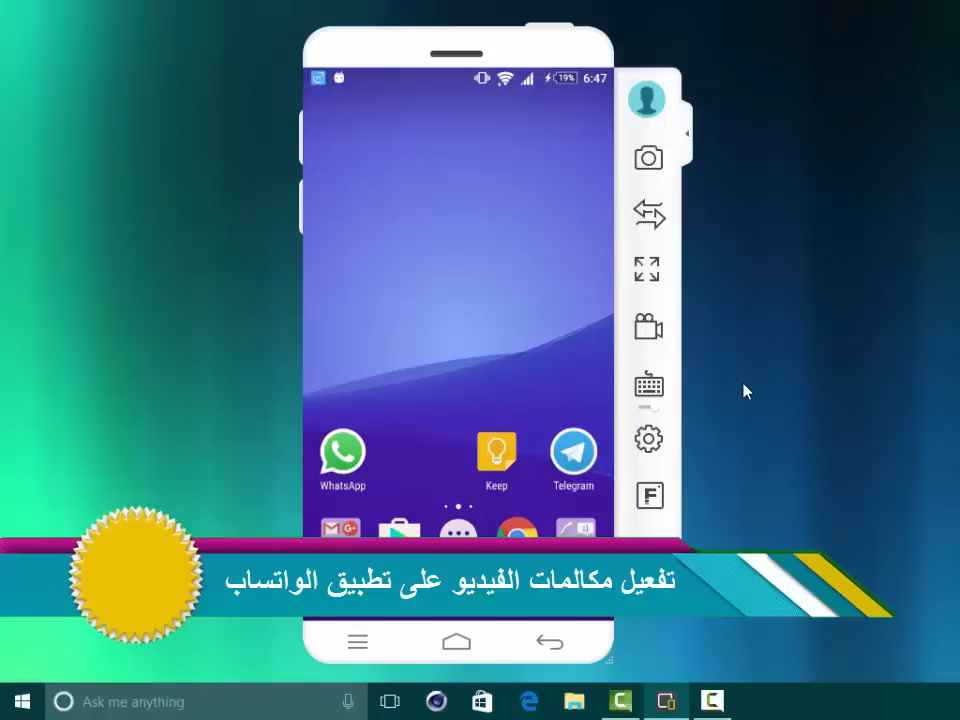 19% 6:47
WhatsApp
Keep
Telegram
تفعيل مكالمات الفيديو على تطبيق الواتساب
Ask me anything